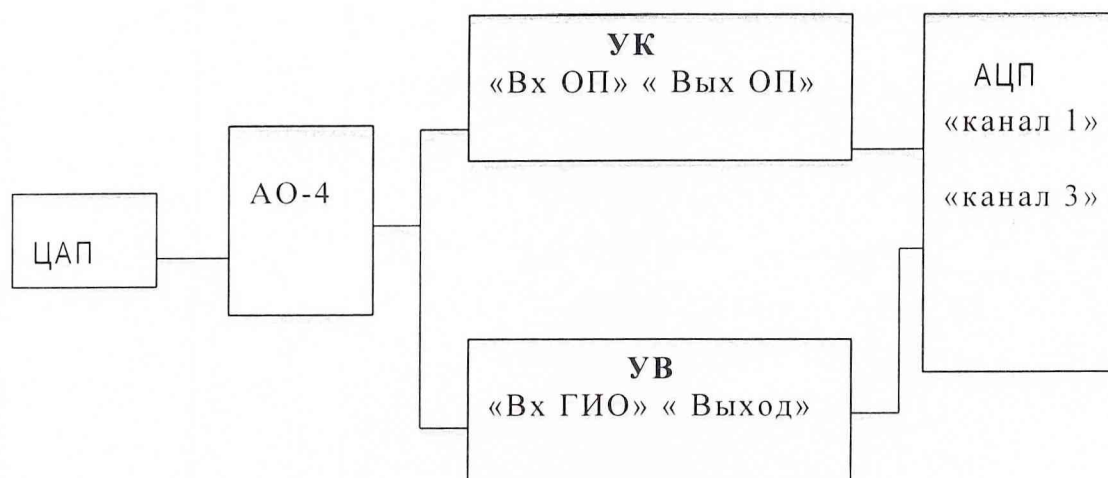 УК
«Вх ОП» « Вых ОП»
АЦП
«канал 1»
«канал 3»
АО-4
ЦАП
УВ
«Вх ГИО» « Выход»